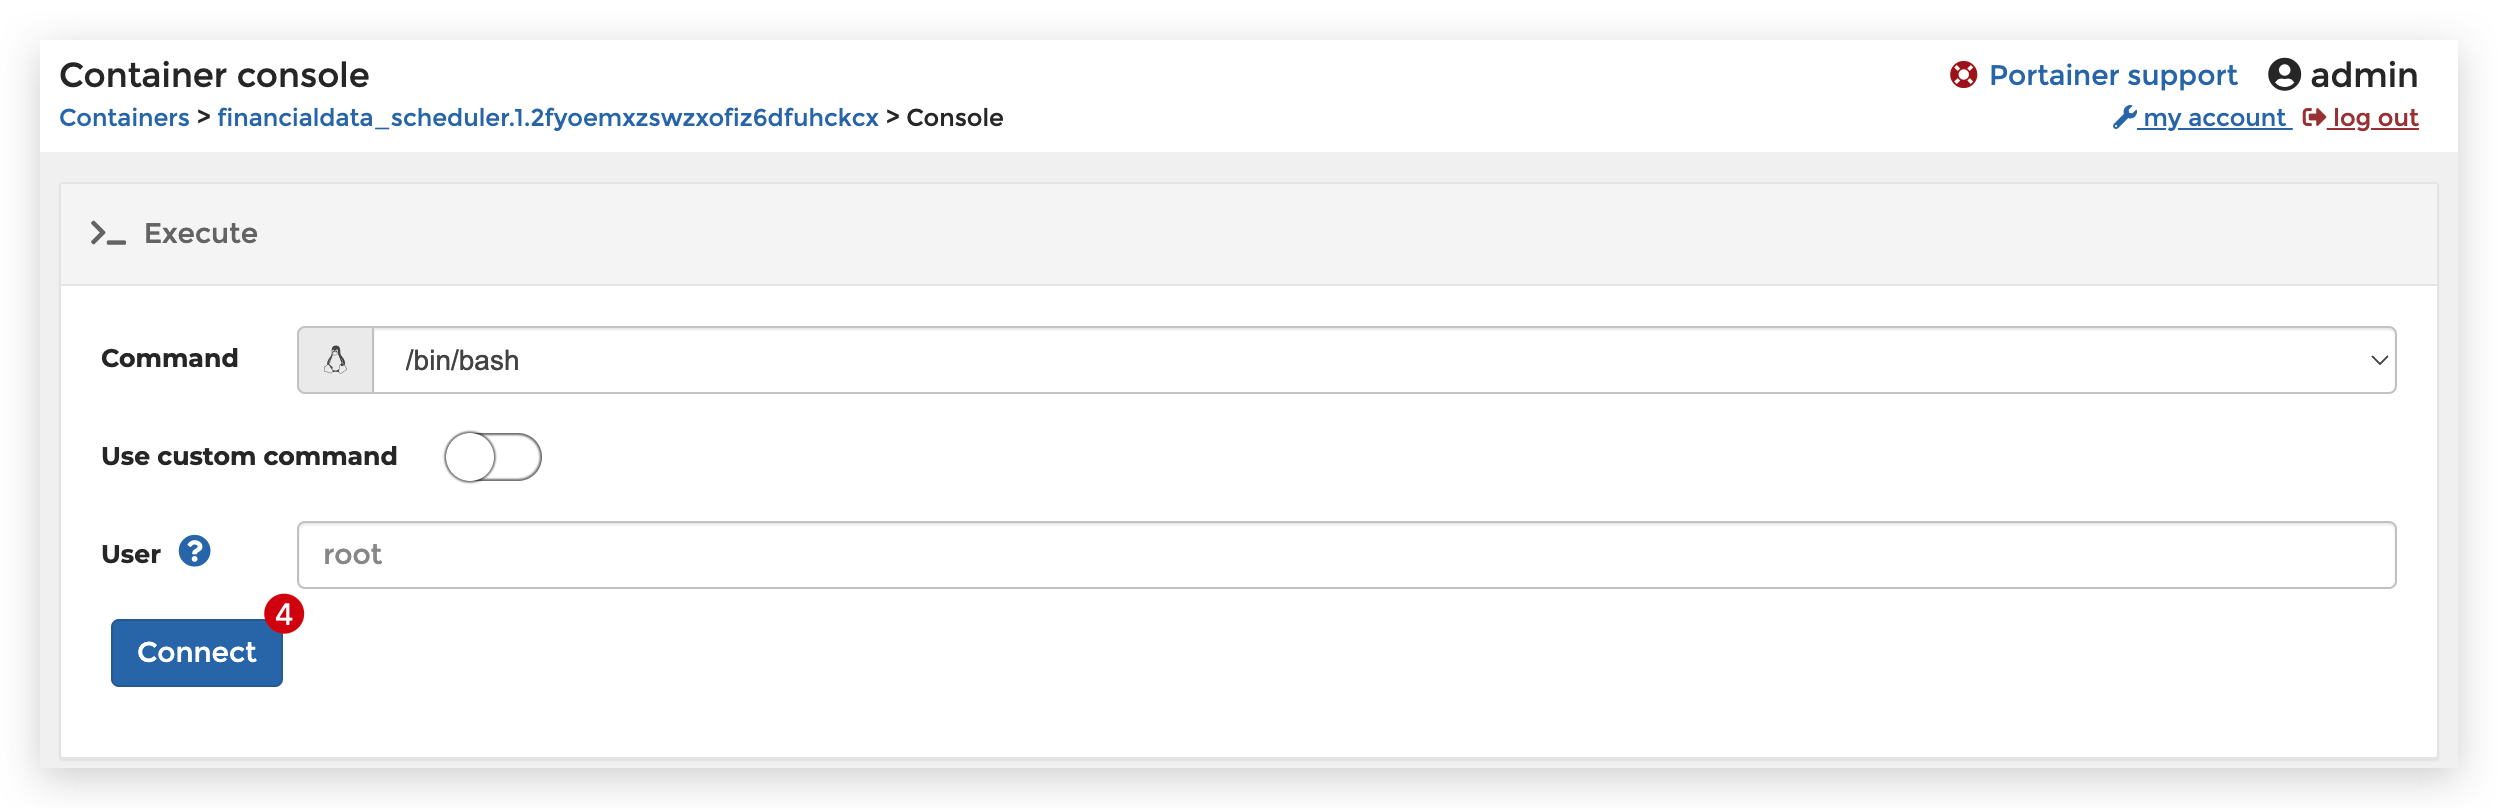 Container console
Portainer support admin
Containers > financialdata_scheduler.1.2fyoemxzswzxofiz6dfuhckcx > Console
my account log out
Execute
Command /bin/bash
Use custom command
User ? root
4
Connect